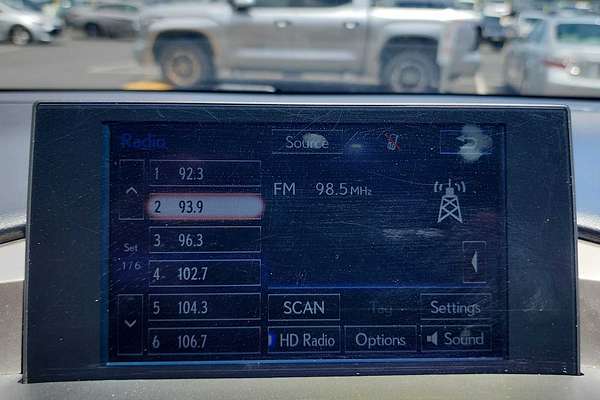 Radio
Source
1 92.3
2 93.9
3 96.3
4 102.7
5 104.3
6 106.7
Set
1/6
FM 98.5 MHz
SCAN
Tag
Settings
HD Radio
Options
Sound